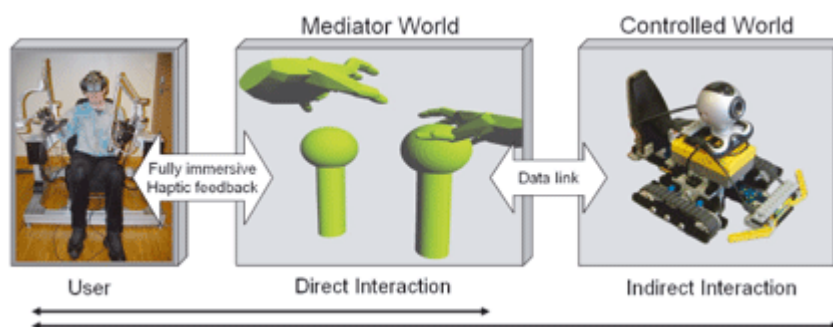 Mediator World
Controlled World
Fully immersive
Haptic feedback
Data link
User
Direct Interaction
Indirect Interaction